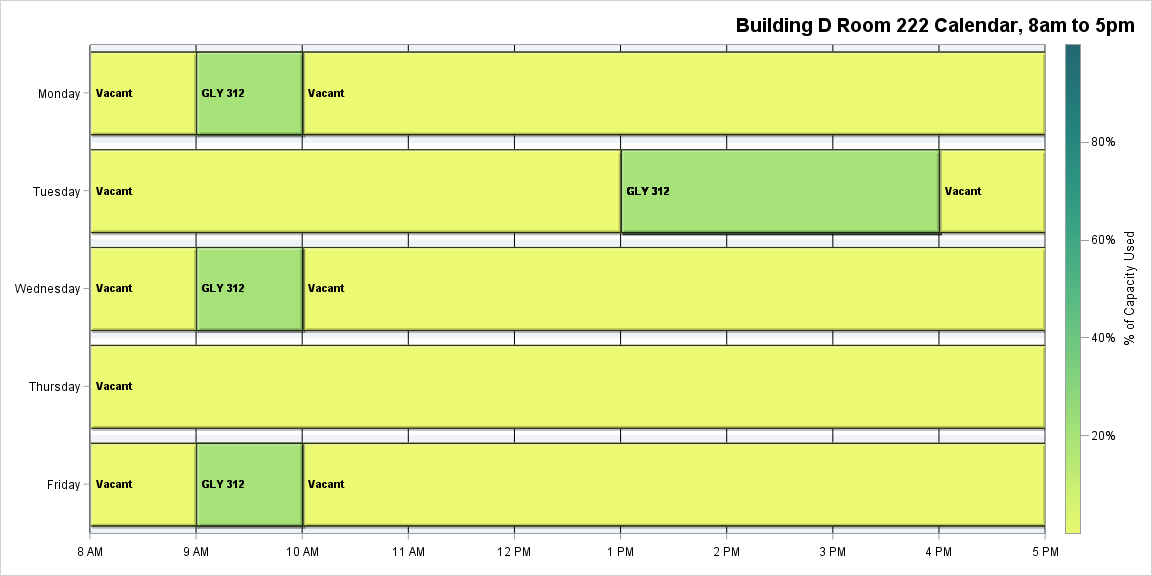 Building D Room 222 Calendar, 8am to 5pm
Monday
Vacant
GLY 312
Vacant
Tuesday
Vacant
GLY 312
Vacant
Wednesday
Vacant
GLY 312
Vacant
Thursday
Vacant
Friday
Vacant
GLY 312
Vacant
8 AM
9 AM
10 AM
11 AM
12 PM
1 PM
2 PM
3 PM
4 PM
5 PM
80%
60%
40%
20%
% of Capacity Used